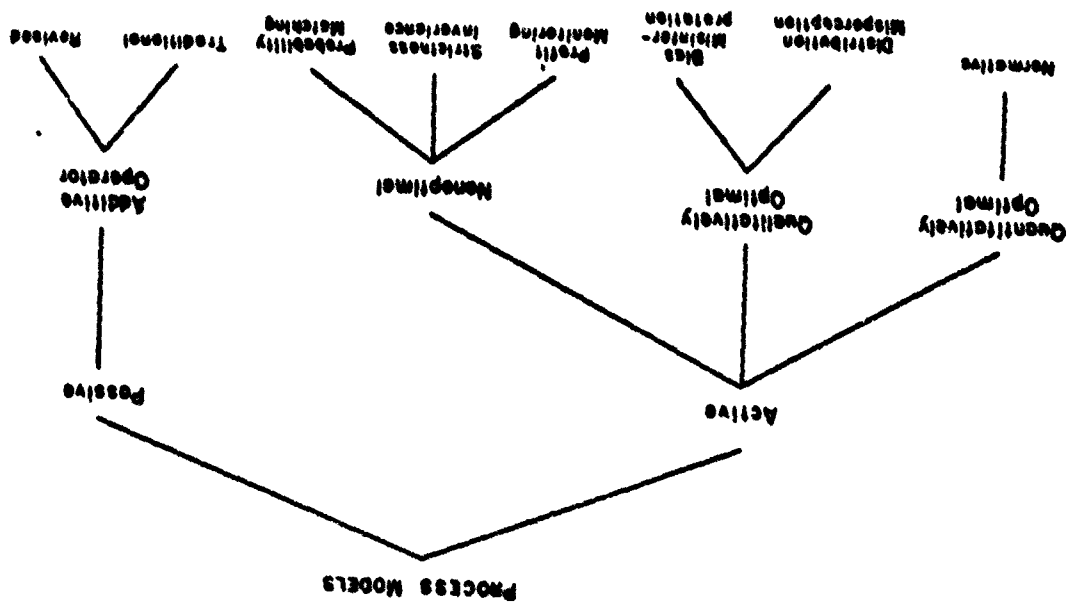 PROCESS MODELS
Active
Passive
Quantitatively
Optimal
Qualitatively
Optimal
Nonoptimal
Additive
Operator
Normative
Distribution
Misperception
Bias
Misinter-
pretation
Profit
Monitoring
Strictness
Invariance
Probability
Matching
Traditional
Revised